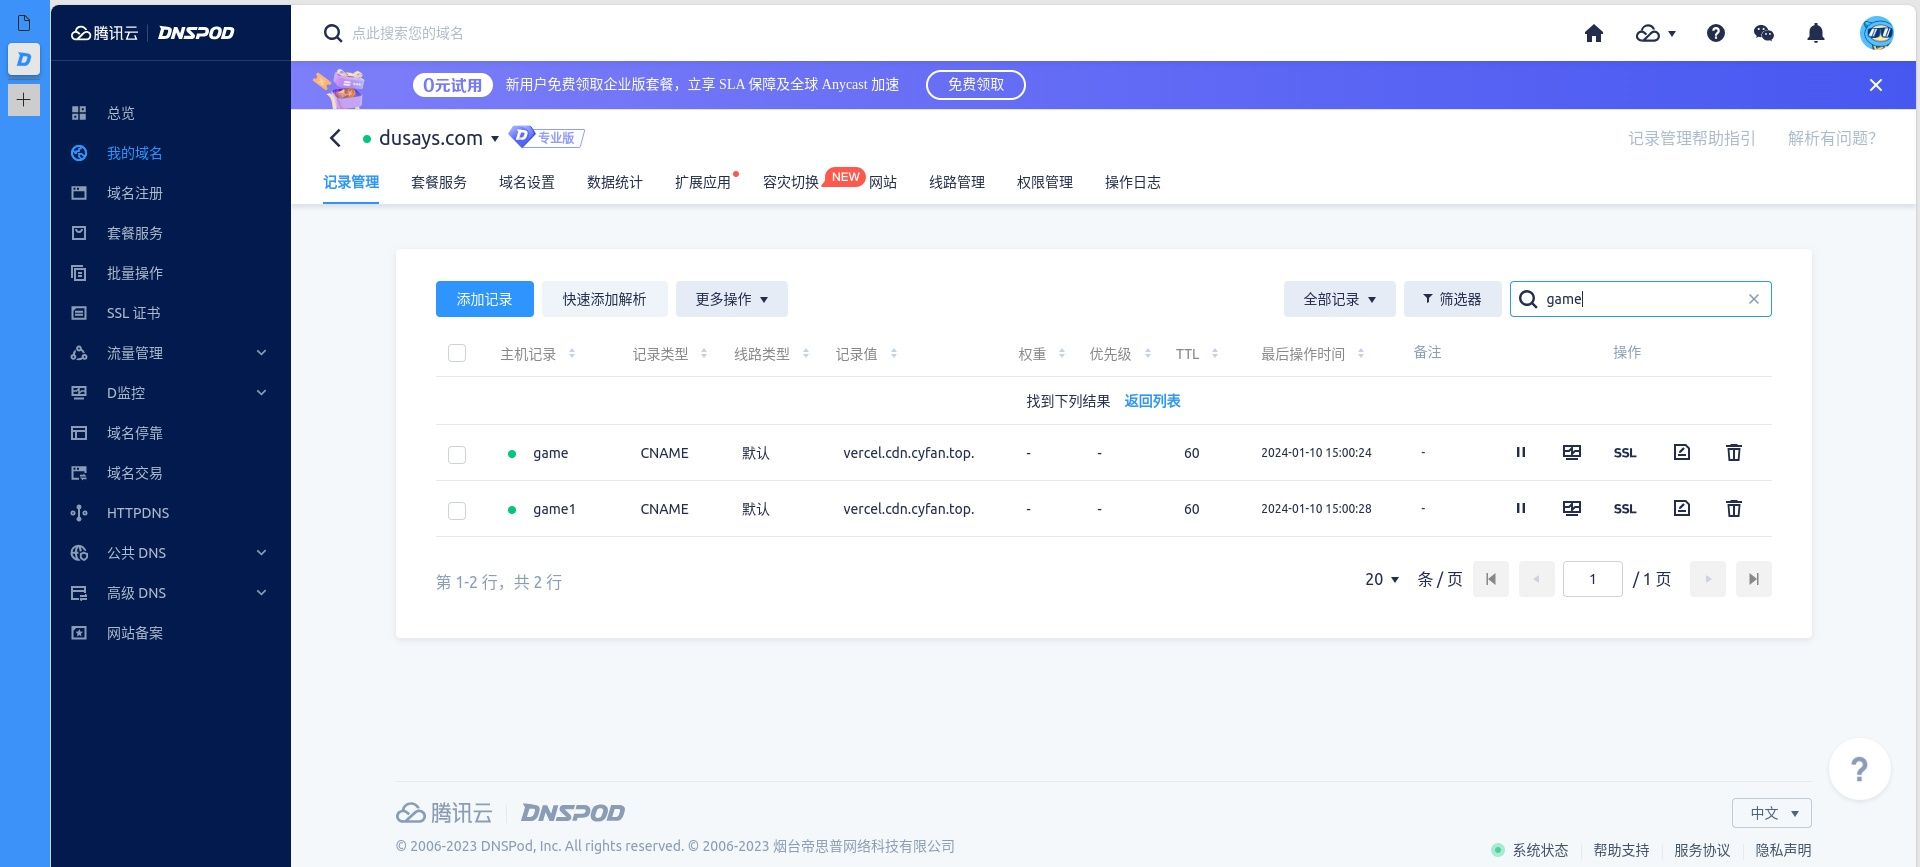 腾讯云 DNSPOD
点此搜索您的域名
0元试用 新用户免费领取企业版套餐，立享 SLA 保障及全球 Anycast 加速 免费领取
总览
我的域名
域名注册
套餐服务
批量操作
SSL 证书
流量管理
D监控
域名停靠
域名交易
HTTPDNS
公共 DNS
高级 DNS
网站备案
dusays.com D 专业版 记录管理帮助指引 解析有问题?
记录管理 套餐服务 域名设置 数据统计 扩展应用 容灾切换 NEW 网站 线路管理 权限管理 操作日志
添加记录 快速添加解析 更多操作 全部记录 筛选器 game
主机记录 记录类型 线路类型 记录值 权重 优先级 TTL 最后操作时间 备注 操作
找到下列结果 返回列表
game CNAME 默认 vercel.cdn.cyfan.top. - - 60 2024-01-10 15:00:24 - SSL
game1 CNAME 默认 vercel.cdn.cyfan.top. - - 60 2024-01-10 15:00:28 - SSL
第 1-2 行，共 2 行 20 条 / 页 1 / 1 页
?
腾讯云 DNSPOD 中文
© 2006-2023 DNSPod, Inc. All rights reserved. © 2006-2023 烟台帝思普网络科技有限公司
系统状态 帮助支持 服务协议 隐私声明